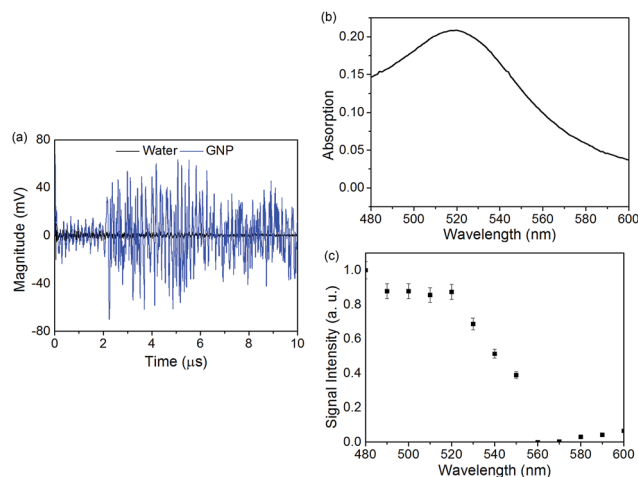 (a)
80
40
0
-40
-80
Magnitude (mV)
Water
GNP
0 2 4 6 8 10
Time (μs)
(b)
0.20
0.15
0.10
0.05
0.00
Absorption
480 500 520 540 560 580 600
Wavelength (nm)
(c)
1.0
0.8
0.6
0.4
0.2
0.0
Signal Intensity (a. u.)
480 500 520 540 560 580 600
Wavelength (nm)